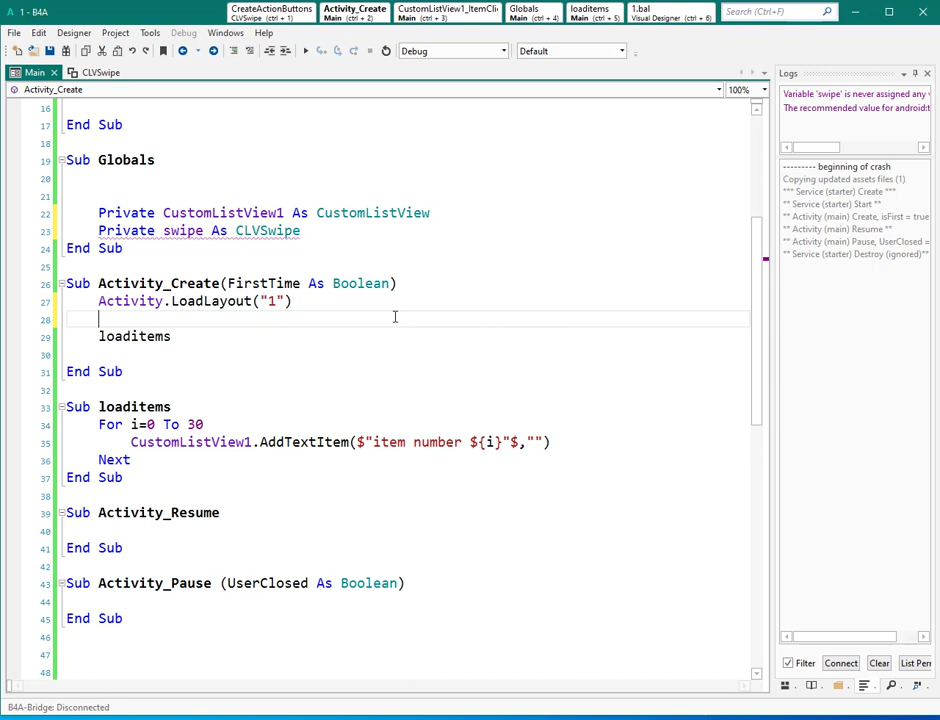 1 - B4A
CreateActionButtons
CLVSwipe (ctrl + 1)
Activity_Create
Main (ctrl + 2)
CustomListView1_ItemClic
Main (ctrl + 3)
Globals
Main (ctrl + 4)
loaditems
Main (ctrl + 5)
1.bal
Visual Designer (ctrl + 6)
Search (Ctrl+F)
File Edit Designer Project Tools Debug Windows Help
Debug Default
Main CLVSwipe
Activity_Create 100%
16
17 End Sub
18
19 Sub Globals
20
21
22 Private CustomListView1 As CustomListView
23 Private swipe As CLVSwipe
24 End Sub
25
26 Sub Activity_Create(FirstTime As Boolean)
27 Activity.LoadLayout("1")
28
29 loaditems
30
31 End Sub
32
33 Sub loaditems
34 For i=0 To 30
35 CustomListView1.AddTextItem($"item number ${i}"$,"")
36 Next
37 End Sub
38
39 Sub Activity_Resume
40
41 End Sub
42
43 Sub Activity_Pause (UserClosed As Boolean)
44
45 End Sub
46
47
48
Logs
Variable 'swipe' is never assigned any
The recommended value for android:t
--------- beginning of crash
Copying updated assets files (1)
*** Service (starter) Create ***
** Service (starter) Start **
** Activity (main) Create, isFirst = true
** Activity (main) Resume **
** Activity (main) Pause, UserClosed =
** Service (starter) Destroy (ignored)**
Filter Connect Clear List Per
B4A-Bridge: Disconnected